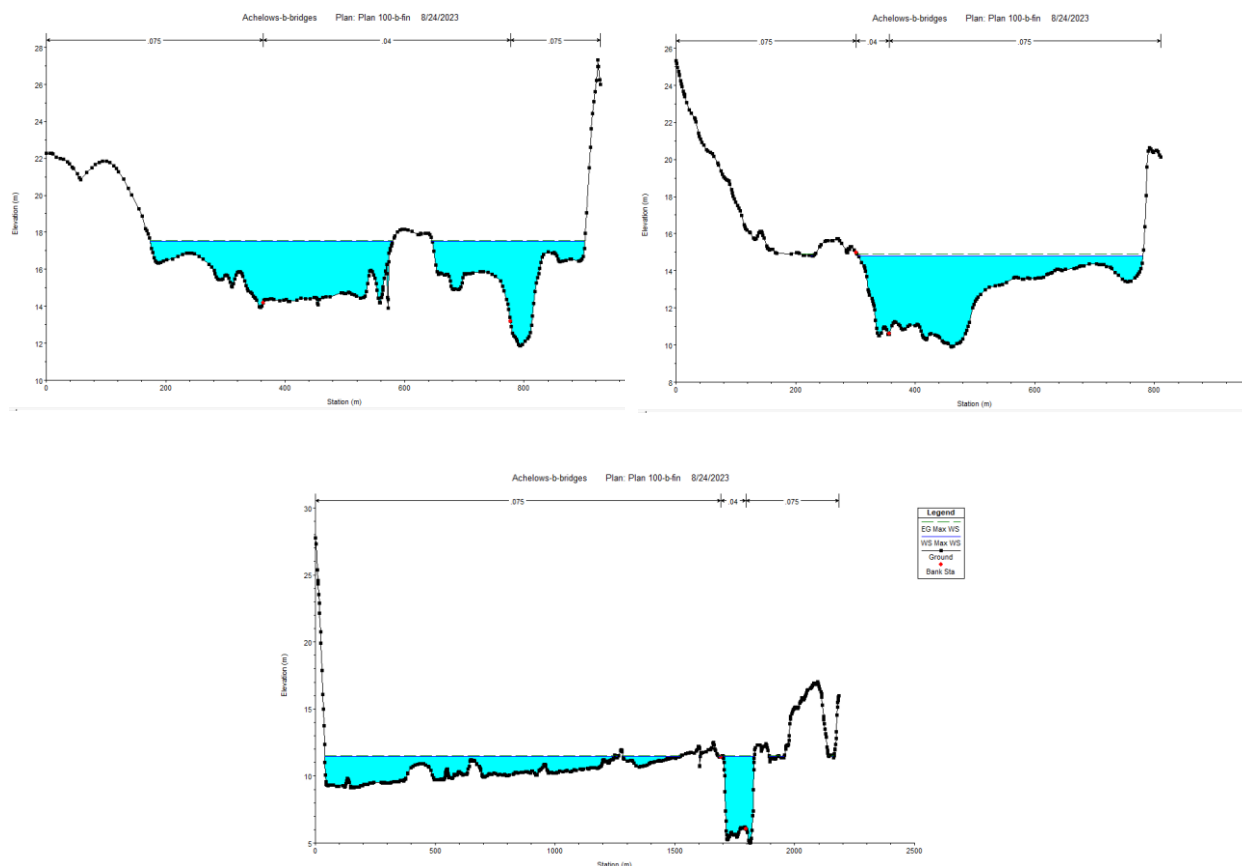 Achelows-b-bridges Plan: Plan 100-b-fin 8/24/2023
.075 .04 .075
Elevation (m)
28
26
24
22
20
18
16
14
12
10
0 200 400 600 800
Station (m)
Achelows-b-bridges Plan: Plan 100-b-fin 8/24/2023
.075 .04 .075
Elevation (m)
26
24
22
20
18
16
14
12
10
8
0 200 400 600 800
Station (m)
Achelows-b-bridges Plan: Plan 100-b-fin 8/24/2023
.075 .04 .075
Elevation (m)
30
25
20
15
10
5
0 500 1000 1500 2000 2500
Station (m)
Legend
EG Max WS
WS Max WS
Ground
Bank Sta